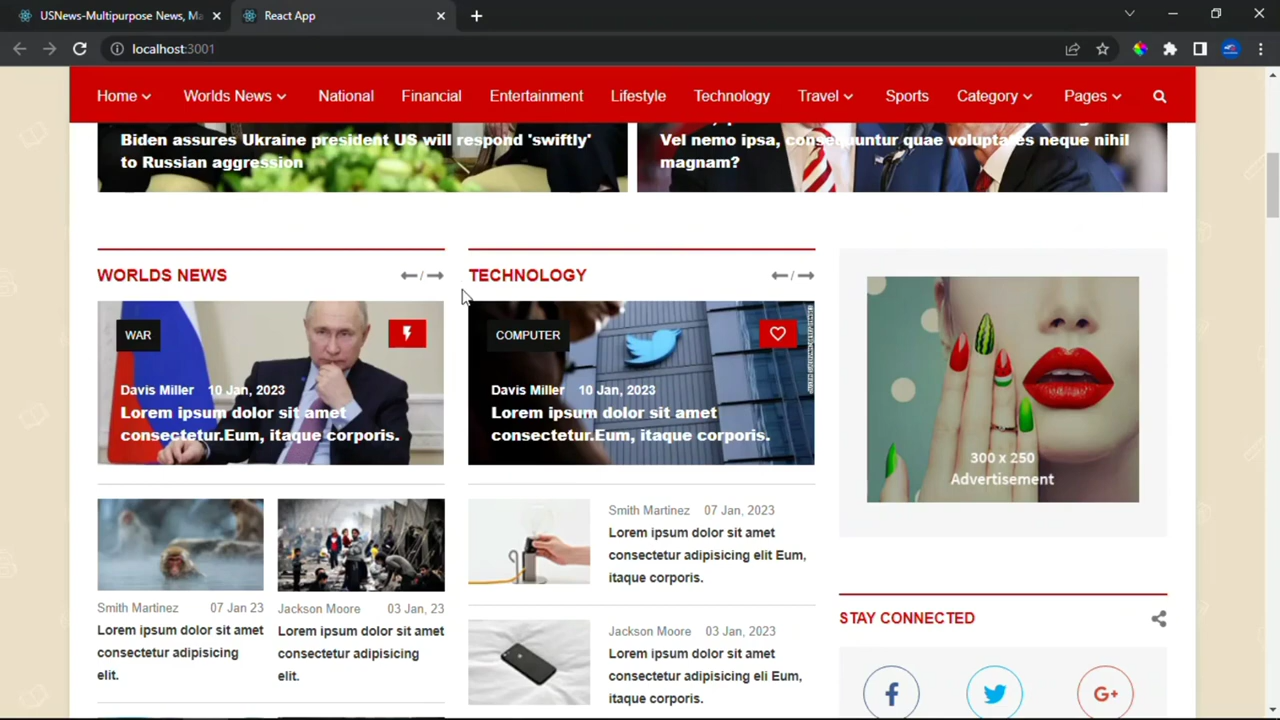 USNews-Multipurpose News, Ma
React App
localhost:3001
Home
Worlds News
National
Financial
Entertainment
Lifestyle
Technology
Travel
Sports
Category
Pages
Biden assures Ukraine president US will respond 'swiftly'
to Russian aggression
Vel nemo ipsa, consequuntur quae voluptates neque nihil
magnam?
WORLDS NEWS
/
WAR
Davis Miller 10 Jan, 2023
Lorem ipsum dolor sit amet
consectetur.Eum, itaque corporis.
Smith Martinez 07 Jan 23
Lorem ipsum dolor sit amet
consectetur adipisicing
elit.
Jackson Moore 03 Jan, 23
Lorem ipsum dolor sit amet
consectetur adipisicing
elit.
TECHNOLOGY
/
COMPUTER
Davis Miller 10 Jan, 2023
Lorem ipsum dolor sit amet
consectetur.Eum, itaque corporis.
Smith Martinez 07 Jan, 2023
Lorem ipsum dolor sit amet
consectetur adipisicing elit Eum,
itaque corporis.
Jackson Moore 03 Jan, 2023
Lorem ipsum dolor sit amet
consectetur adipisicing eli Eum,
itaque corporis.
300 x 250
Advertisement
STAY CONNECTED
G+